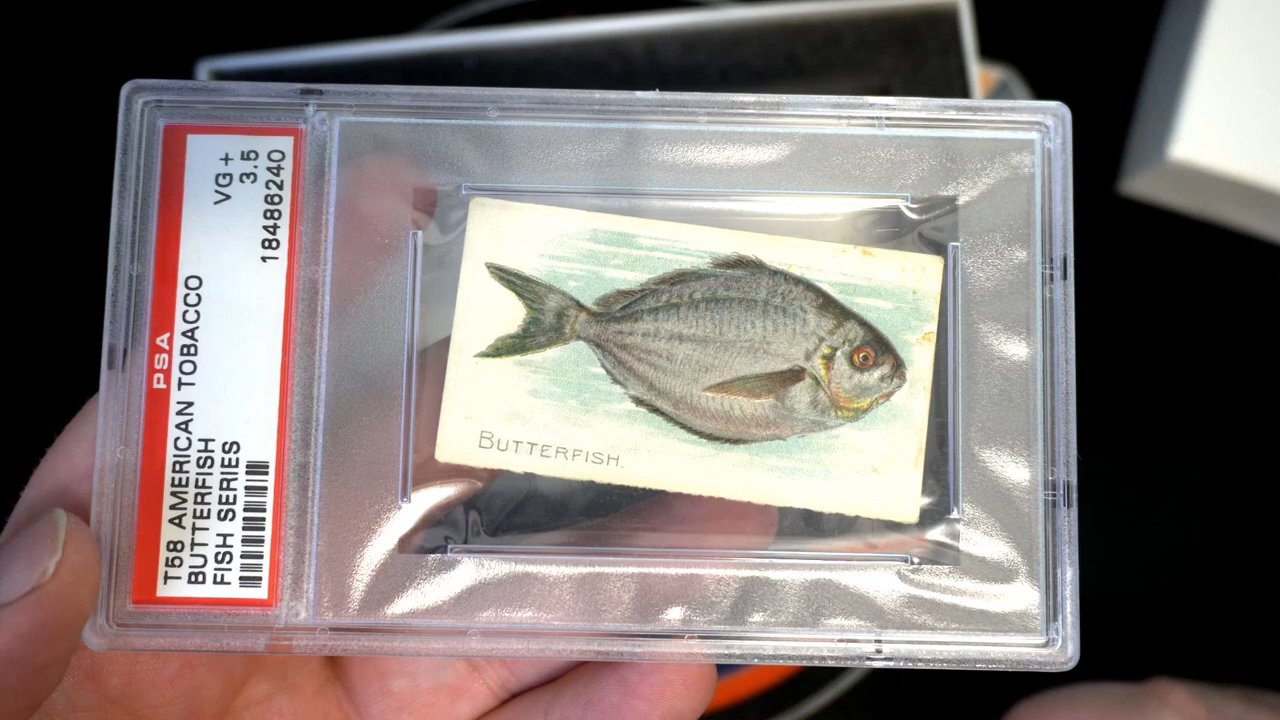 PSA
T58 AMERICAN TOBACCO
BUTTERFISH
FISH SERIES
VG+
3.5
18486240
BUTTERFISH.